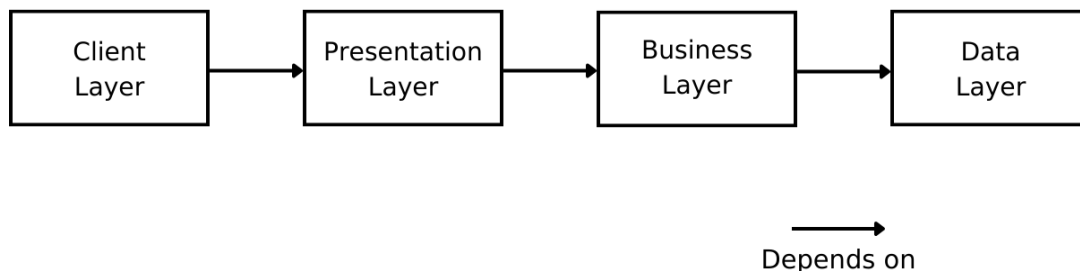 Client
Layer
Presentation
Layer
Business
Layer
Data
Layer
Depends on